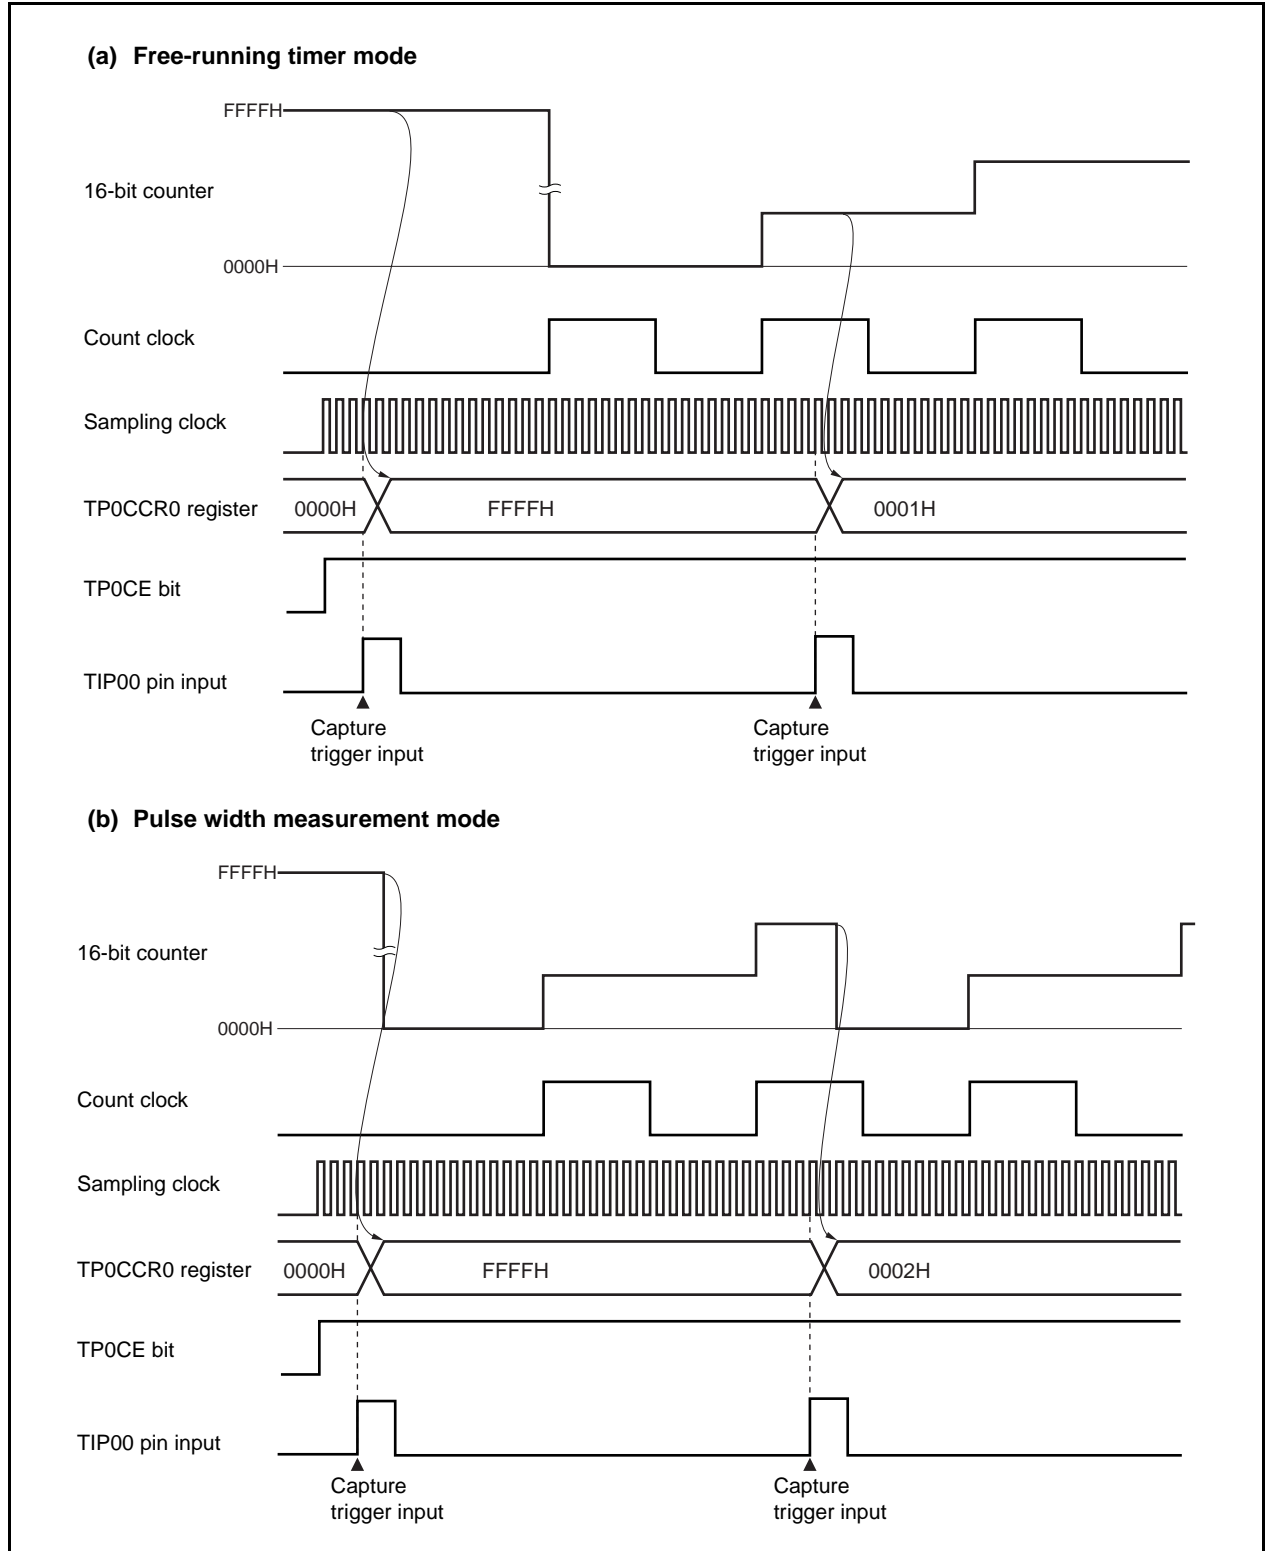 (a) Free-running timer mode
FFFFH
16-bit counter
0000H
Count clock
Sampling clock
TP0CCR0 register 0000H FFFFH 0001H
TP0CE bit
TIP00 pin input
Capture
trigger input
Capture
trigger input
(b) Pulse width measurement mode
FFFFH
16-bit counter
0000H
Count clock
Sampling clock
TP0CCR0 register 0000H FFFFH 0002H
TP0CE bit
TIP00 pin input
Capture
trigger input
Capture
trigger input